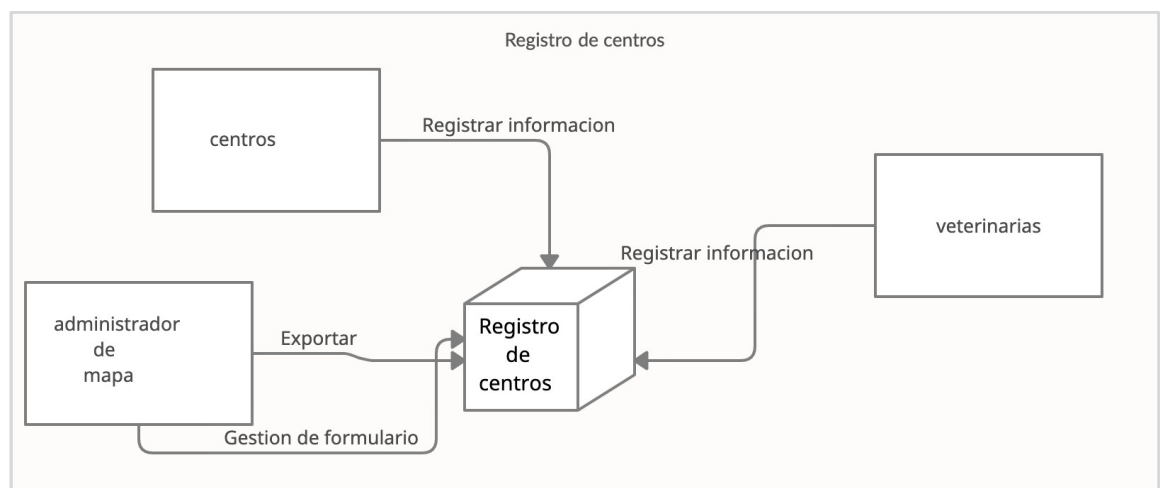 Registro de centros
centros
Registrar informacion
veterinarias
Registrar informacion
administrador
de
mapa
Exportar
Registro
de
centros
Gestion de formulario